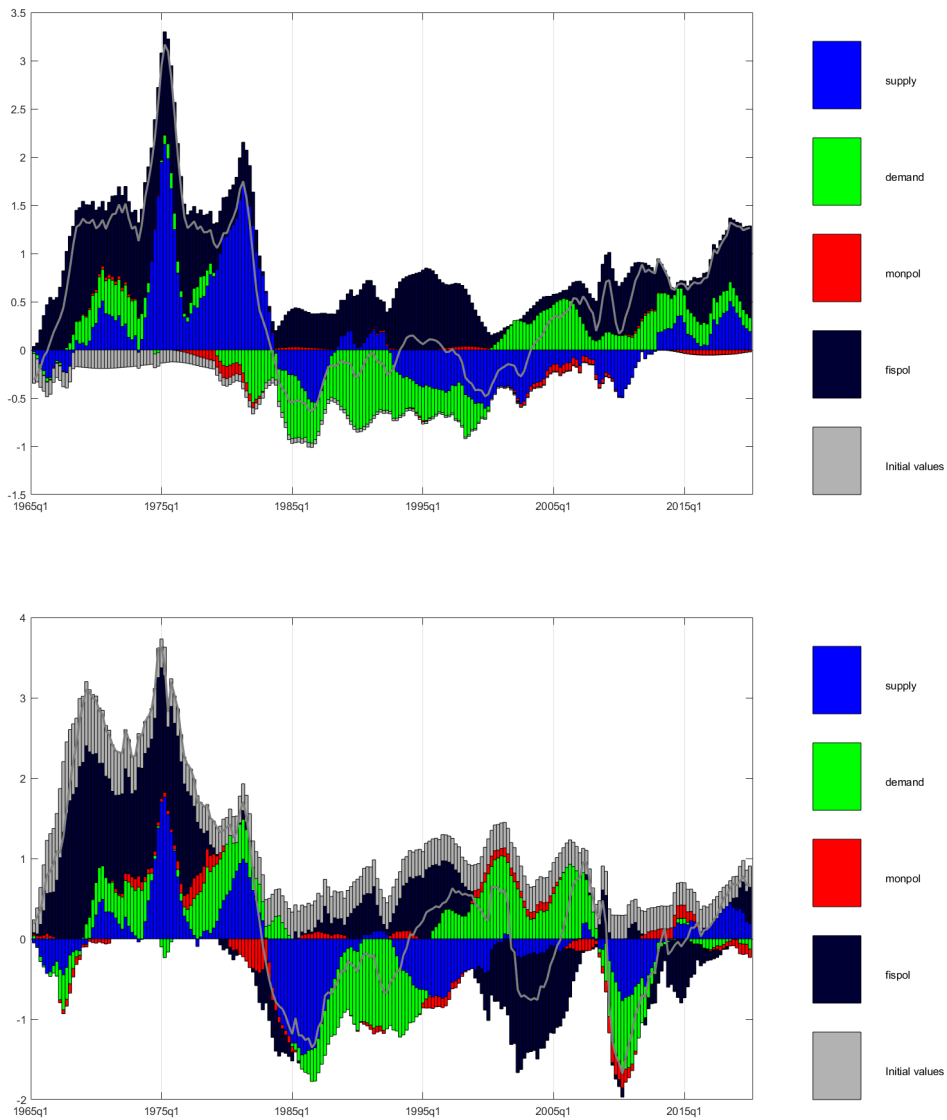 3.5
3
2.5
2
1.5
1
0.5
0
-0.5
-1
-1.5
1965q1 1975q1 1985q1 1995q1 2005q1 2015q1
supply
demand
monpol
fispol
Initial values
4
3
2
1
0
-1
-2
1965q1 1975q1 1985q1 1995q1 2005q1 2015q1
supply
demand
monpol
fispol
Initial values